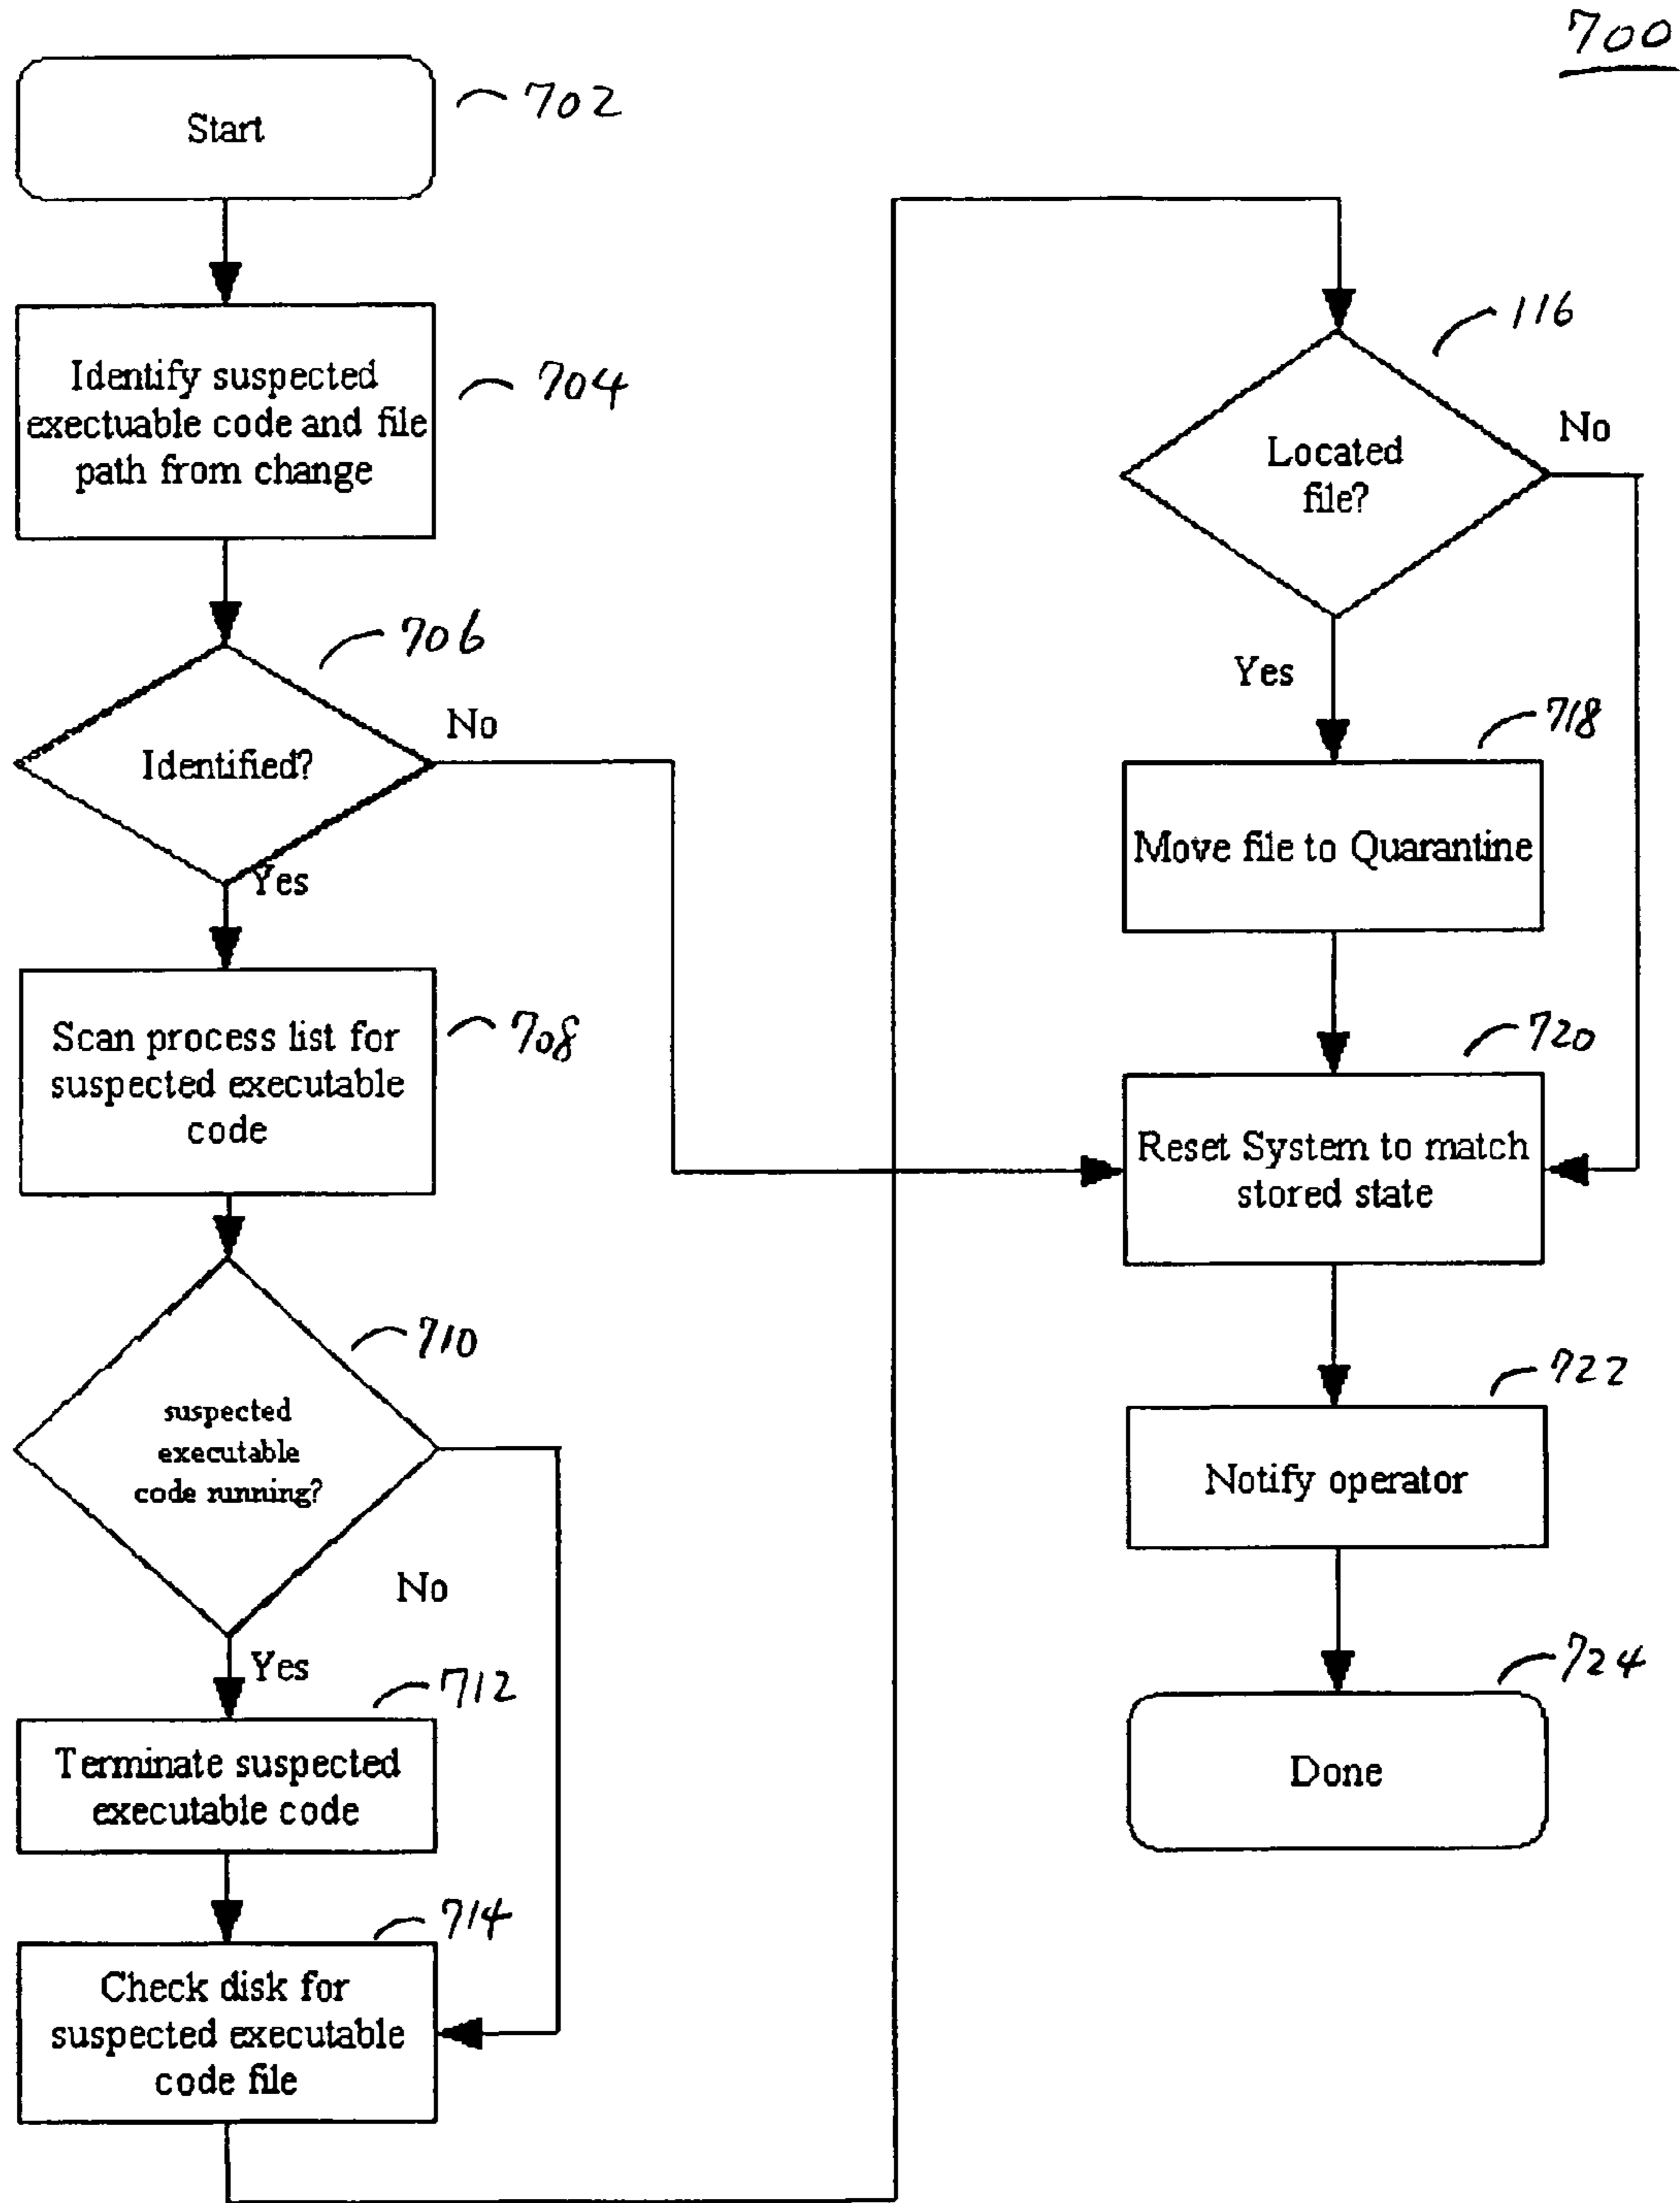 700
Start
702
Identify suspected
exectuable code and file
path from change
704
706
Identified?
No
Yes
Scan process list for
suspected executable
code
708
710
suspected
executable
code running?
No
Yes
712
Terminate suspected
executable code
714
Check disk for
suspected executable
code file
116
Located
file?
No
Yes
718
Move file to Quarantine
720
Reset System to match
stored state
722
Notify operator
724
Done